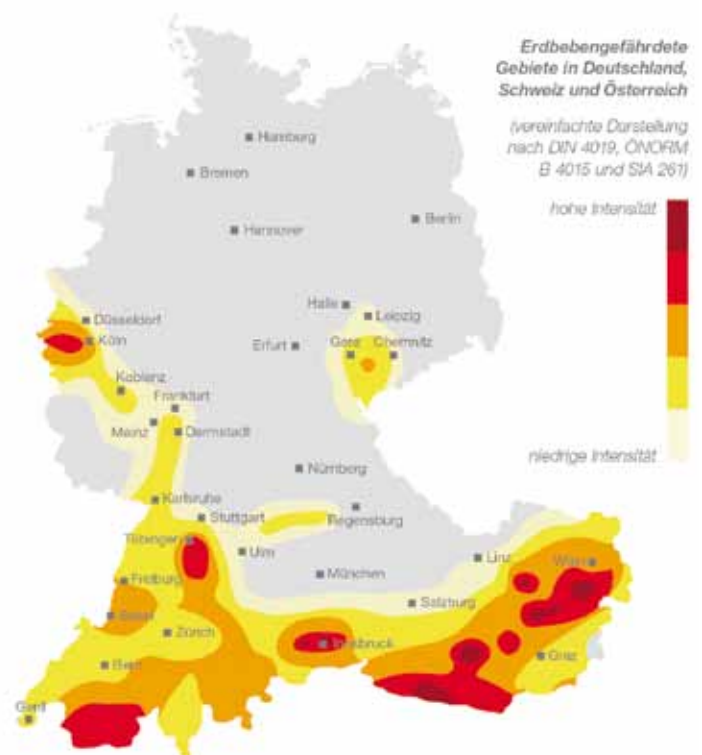 Erdbebengefährdete
Gebiete in Deutschland,
Schweiz und Österreich
(vereinfachte Darstellung
nach DIN 4019, ÖNORM
B 4015 und SIA 261)
hohe Intensität
niedrige Intensität
Hamburg
Bremen
Berlin
Hannover
Halle
Leipzig
Düsseldorf
Köln
Erfurt
Gera
Chemnitz
Koblenz
Frankfurt
Mainz
Darmstadt
Nürnberg
Karlsruhe
Regensburg
Stuttgart
Tübingen
Ulm
Linz
Wien
München
Freiburg
Salzburg
Basel
Zürich
Innsbruck
Graz
Bern
Genf